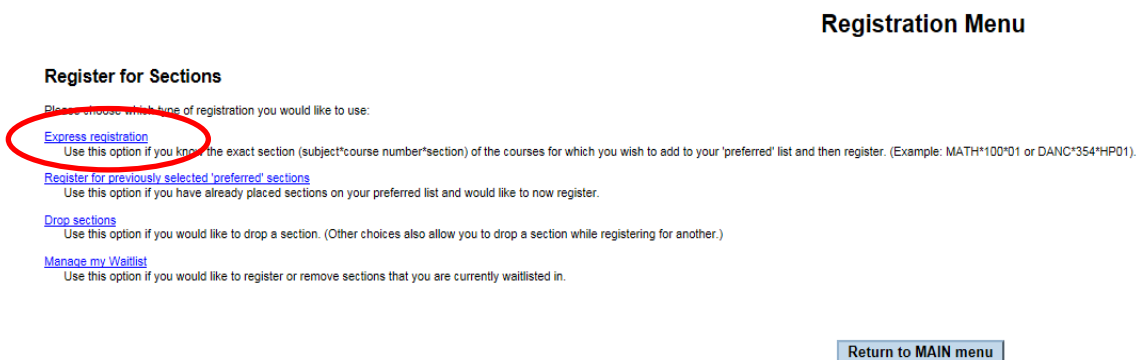 Registration Menu
Register for Sections
Please choose which type of registration you would like to use:
Express registration
Use this option if you know the exact section (subject*course number*section) of the courses for which you wish to add to your 'preferred' list and then register. (Example: MATH*100*01 or DANC*354*HP01).
Register for previously selected 'preferred' sections
Use this option if you have already placed sections on your preferred list and would like to now register.
Drop sections
Use this option if you would like to drop a section. (Other choices also allow you to drop a section while registering for another.)
Manage my Waitlist
Use this option if you would like to register or remove sections that you are currently waitlisted in.
Return to MAIN menu